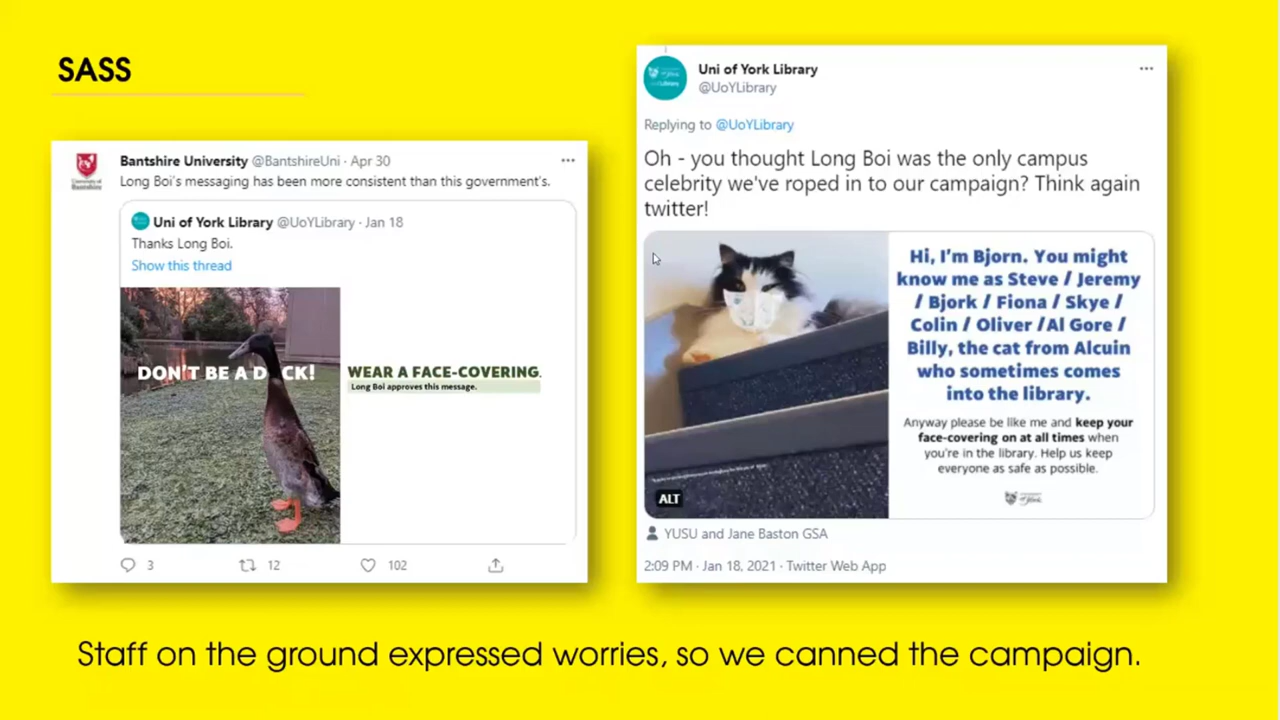 SASS
Bantshire University @BantshireUni · Apr 30
Long Boi's messaging has been more consistent than this government's.
Uni of York Library @UoYLibrary · Jan 18
Thanks Long Boi.
Show this thread
DON'T BE A D CK!
WEAR A FACE-COVERING.
Long Boi approves this message.
3 12 102
Uni of York Library
@UoYLibrary
Replying to @UoYLibrary
Oh - you thought Long Boi was the only campus
celebrity we've roped in to our campaign? Think again
twitter!
Hi, I'm Bjorn. You might
know me as Steve / Jeremy
/ Bjork / Fiona / Skye /
Colin / Oliver /Al Gore /
Billy, the cat from Alcuin
who sometimes comes
into the library.
Anyway please be like me and keep your
face-covering on at all times when
you're in the library. Help us keep
everyone as safe as possible.
ALT
YUSU and Jane Baston GSA
2:09 PM · Jan 18, 2021 · Twitter Web App
Staff on the ground expressed worries, so we canned the campaign.